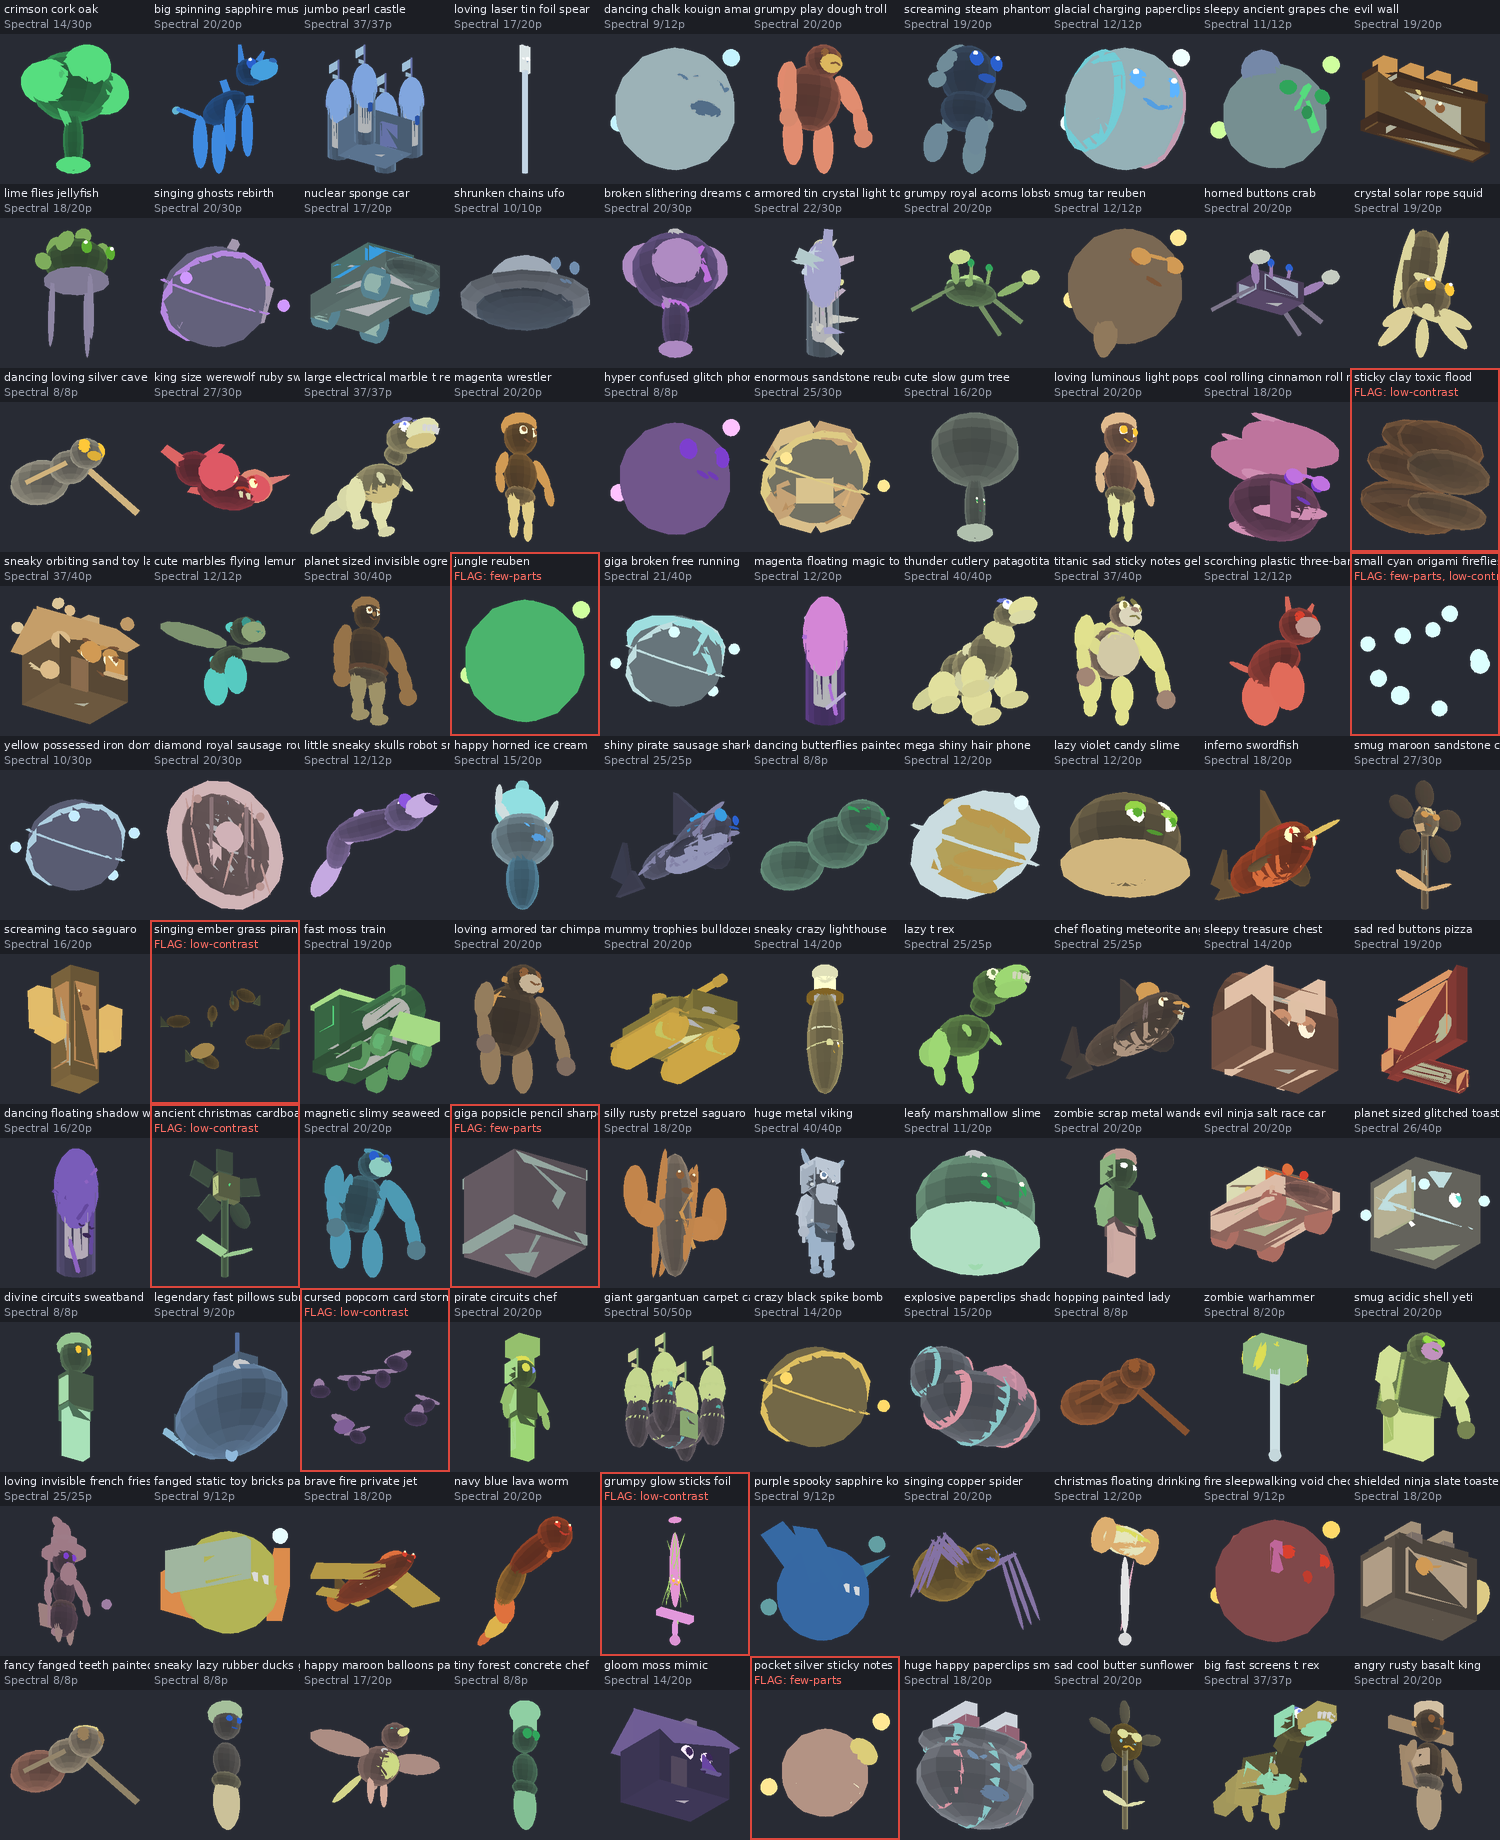 crimson cork oak
Spectral 14/30p
big spinning sapphire mus
Spectral 20/20p
jumbo pearl castle
Spectral 37/37p
loving laser tin foil spear
Spectral 17/20p
dancing chalk kouign ama
Spectral 9/12p
grumpy play dough troll
Spectral 20/20p
screaming steam phantom
Spectral 19/20p
glacial charging paperclips
Spectral 12/12p
sleepy ancient grapes che
Spectral 11/12p
evil wall
Spectral 19/20p
lime flies jellyfish
Spectral 18/20p
singing ghosts rebirth
Spectral 20/30p
nuclear sponge car
Spectral 17/20p
shrunken chains ufo
Spectral 10/10p
broken slithering dreams c
Spectral 20/30p
armored tin crystal light to
Spectral 22/30p
grumpy royal acorns lobst
Spectral 20/20p
smug tar reuben
Spectral 12/12p
horned buttons crab
Spectral 20/20p
crystal solar rope squid
Spectral 19/20p
dancing loving silver cave
Spectral 8/8p
king size werewolf ruby sw
Spectral 27/30p
large electrical marble t re
Spectral 37/37p
magenta wrestler
Spectral 20/20p
hyper confused glitch phor
Spectral 8/8p
enormous sandstone reub
Spectral 25/30p
cute slow gum tree
Spectral 16/20p
loving luminous light pops
Spectral 20/20p
cool rolling cinnamon roll r
Spectral 18/20p
sticky clay toxic flood
FLAG: low-contrast
sneaky orbiting sand toy la
Spectral 37/40p
cute marbles flying lemur
Spectral 12/12p
planet sized invisible ogre
Spectral 30/40p
jungle reuben
FLAG: few-parts
giga broken free running
Spectral 21/40p
magenta floating magic to
Spectral 12/20p
thunder cutlery patagotita
Spectral 40/40p
titanic sad sticky notes gel
Spectral 37/40p
scorching plastic three-bar
Spectral 12/12p
small cyan origami fireflie
FLAG: few-parts, low-contr
yellow possessed iron dom
Spectral 10/30p
diamond royal sausage rou
Spectral 20/30p
little sneaky skulls robot sr
Spectral 12/12p
happy horned ice cream
Spectral 15/20p
shiny pirate sausage shark
Spectral 25/25p
dancing butterflies painted
Spectral 8/8p
mega shiny hair phone
Spectral 12/20p
lazy violet candy slime
Spectral 12/20p
inferno swordfish
Spectral 18/20p
smug maroon sandstone c
Spectral 27/30p
screaming taco saguaro
Spectral 16/20p
singing ember grass piran
FLAG: low-contrast
fast moss train
Spectral 19/20p
loving armored tar chimpa
Spectral 20/20p
mummy trophies bulldozer
Spectral 20/20p
sneaky crazy lighthouse
Spectral 14/20p
lazy t rex
Spectral 25/25p
chef floating meteorite an
Spectral 25/25p
sleepy treasure chest
Spectral 14/20p
sad red buttons pizza
Spectral 19/20p
dancing floating shadow w
Spectral 16/20p
ancient christmas cardboa
FLAG: low-contrast
magnetic slimy seaweed c
Spectral 20/20p
giga popsicle pencil sharp
FLAG: few-parts
silly rusty pretzel saguaro
Spectral 18/20p
huge metal viking
Spectral 40/40p
leafy marshmallow slime
Spectral 11/20p
zombie scrap metal wande
Spectral 20/20p
evil ninja salt race car
Spectral 20/20p
planet sized glitched toast
Spectral 26/40p
divine circuits sweatband
Spectral 8/8p
legendary fast pillows sub
Spectral 9/20p
cursed popcorn card storn
FLAG: low-contrast
pirate circuits chef
Spectral 20/20p
giant gargantuan carpet ca
Spectral 50/50p
crazy black spike bomb
Spectral 14/20p
explosive paperclips shado
Spectral 15/20p
hopping painted lady
Spectral 8/8p
zombie warhammer
Spectral 8/20p
smug acidic shell yeti
Spectral 20/20p
loving invisible french fries
Spectral 25/25p
fanged static toy bricks pa
Spectral 9/12p
brave fire private jet
Spectral 18/20p
navy blue lava worm
Spectral 20/20p
grumpy glow sticks foil
FLAG: low-contrast
purple spooky sapphire ko
Spectral 9/12p
singing copper spider
Spectral 20/20p
christmas floating drinking
Spectral 12/20p
fire sleepwalking void chec
Spectral 9/12p
shielded ninja slate toaste
Spectral 18/20p
fancy fanged teeth painted
Spectral 8/8p
sneaky lazy rubber ducks
Spectral 8/8p
happy maroon balloons pa
Spectral 17/20p
tiny forest concrete chef
Spectral 8/8p
gloom moss mimic
Spectral 14/20p
pocket silver sticky notes
FLAG: few-parts
huge happy paperclips sm
Spectral 18/20p
sad cool butter sunflower
Spectral 20/20p
big fast screens t rex
Spectral 37/37p
angry rusty basalt king
Spectral 20/20p